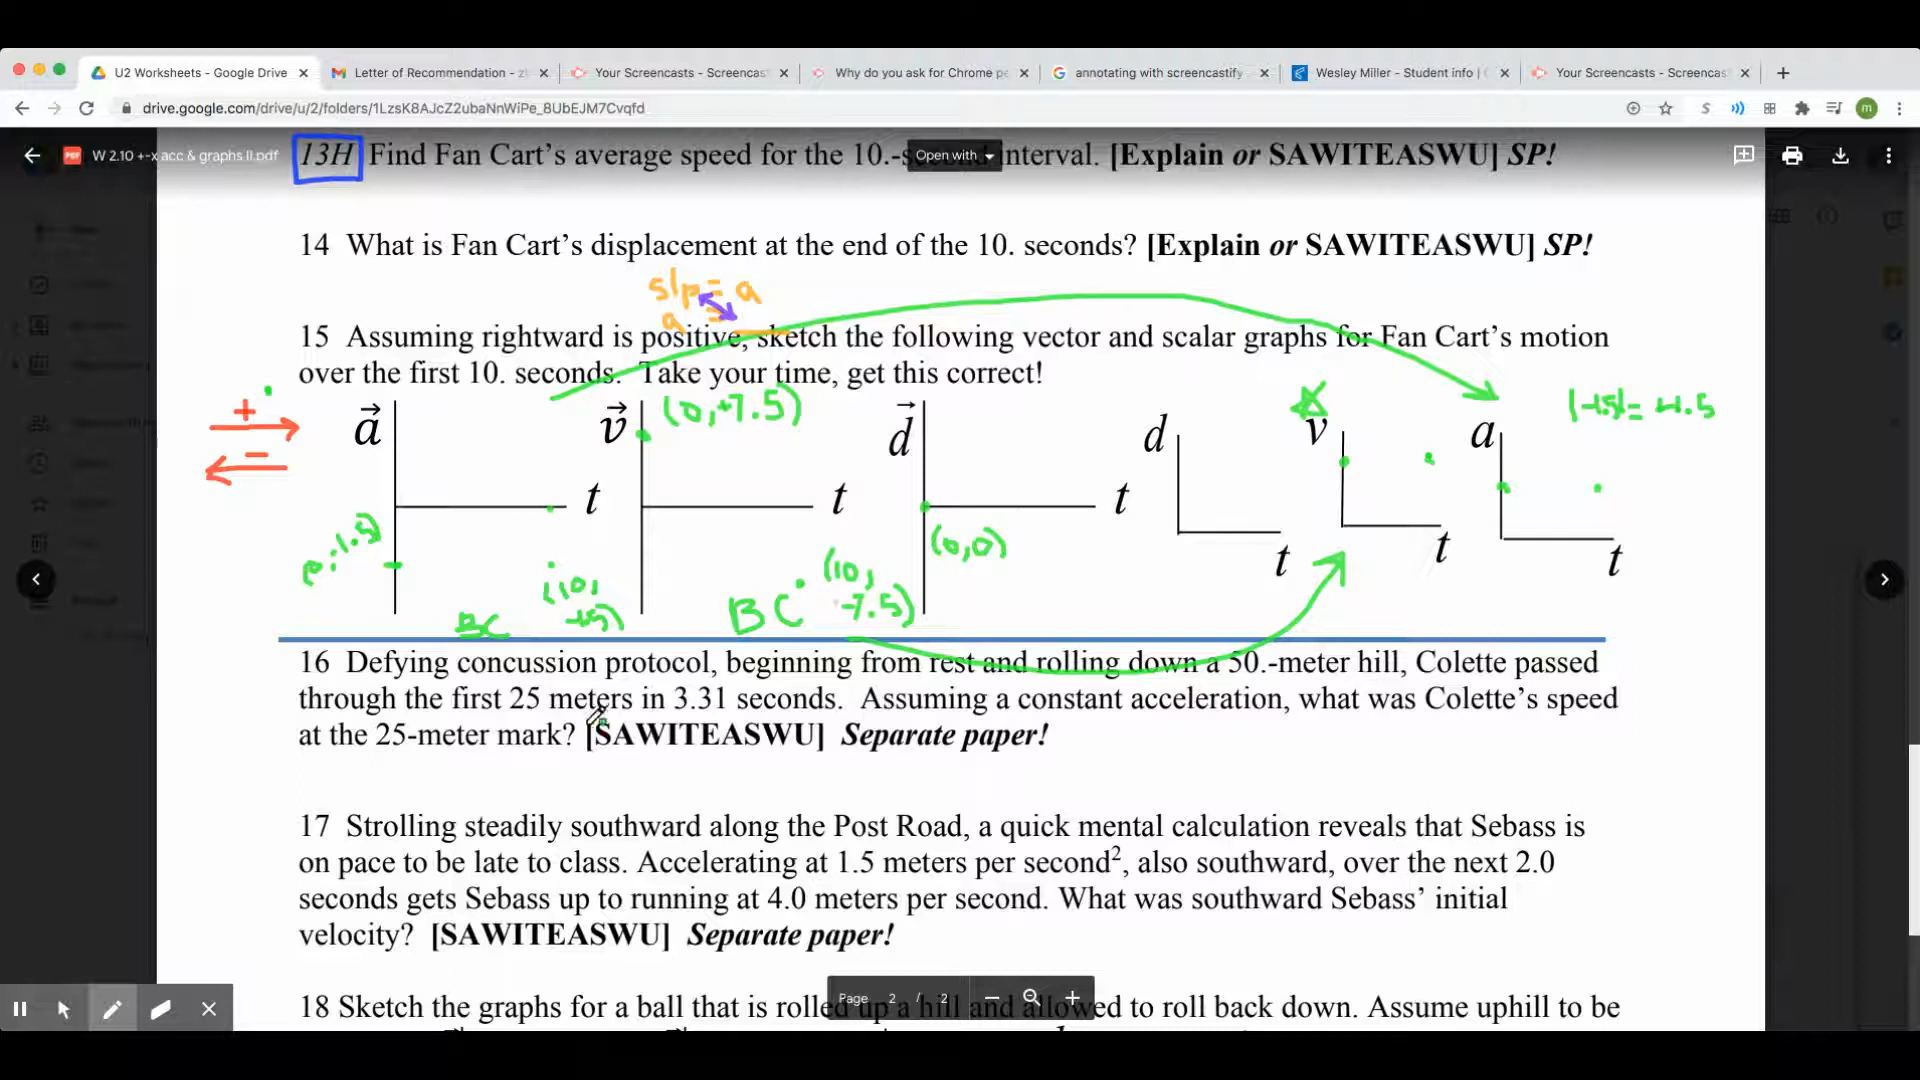 U2 Worksheets - Google Drive
Letter of Recommendation - z
Your Screencasts - Screencas
Why do you ask for Chrome pe
annotating with screencastify
Wesley Miller - Student info |
Your Screencasts - Screencas
drive.google.com/drive/u/2/folders/1LzsK8AJcZ2ubaNnWiPe_8UbEJM7Cvqfd
W 2.10 +-x acc & graphs II.pdf
Open with
13H Find Fan Cart's average speed for the 10.-s interval. [Explain or SAWITEASWU] SP!
14 What is Fan Cart's displacement at the end of the 10. seconds? [Explain or SAWITEASWU] SP!
slp = a
a =
15 Assuming rightward is positive, sketch the following vector and scalar graphs for Fan Cart's motion
over the first 10. seconds. Take your time, get this correct!
+
-
a t
v t
d t
d t
v t
a t
(0,+7.5)
(0,0)
(10,
-7.5)
BC
(10,
BC
16 Defying concussion protocol, beginning from rest and rolling down a 50.-meter hill, Colette passed
through the first 25 meters in 3.31 seconds. Assuming a constant acceleration, what was Colette's speed
at the 25-meter mark? [SAWITEASWU] Separate paper!
17 Strolling steadily southward along the Post Road, a quick mental calculation reveals that Sebass is
on pace to be late to class. Accelerating at 1.5 meters per second², also southward, over the next 2.0
seconds gets Sebass up to running at 4.0 meters per second. What was southward Sebass' initial
velocity? [SAWITEASWU] Separate paper!
18 Sketch the graphs for a ball that is rolled up a hill and allowed to roll back down. Assume uphill to be
Page 2 / 2